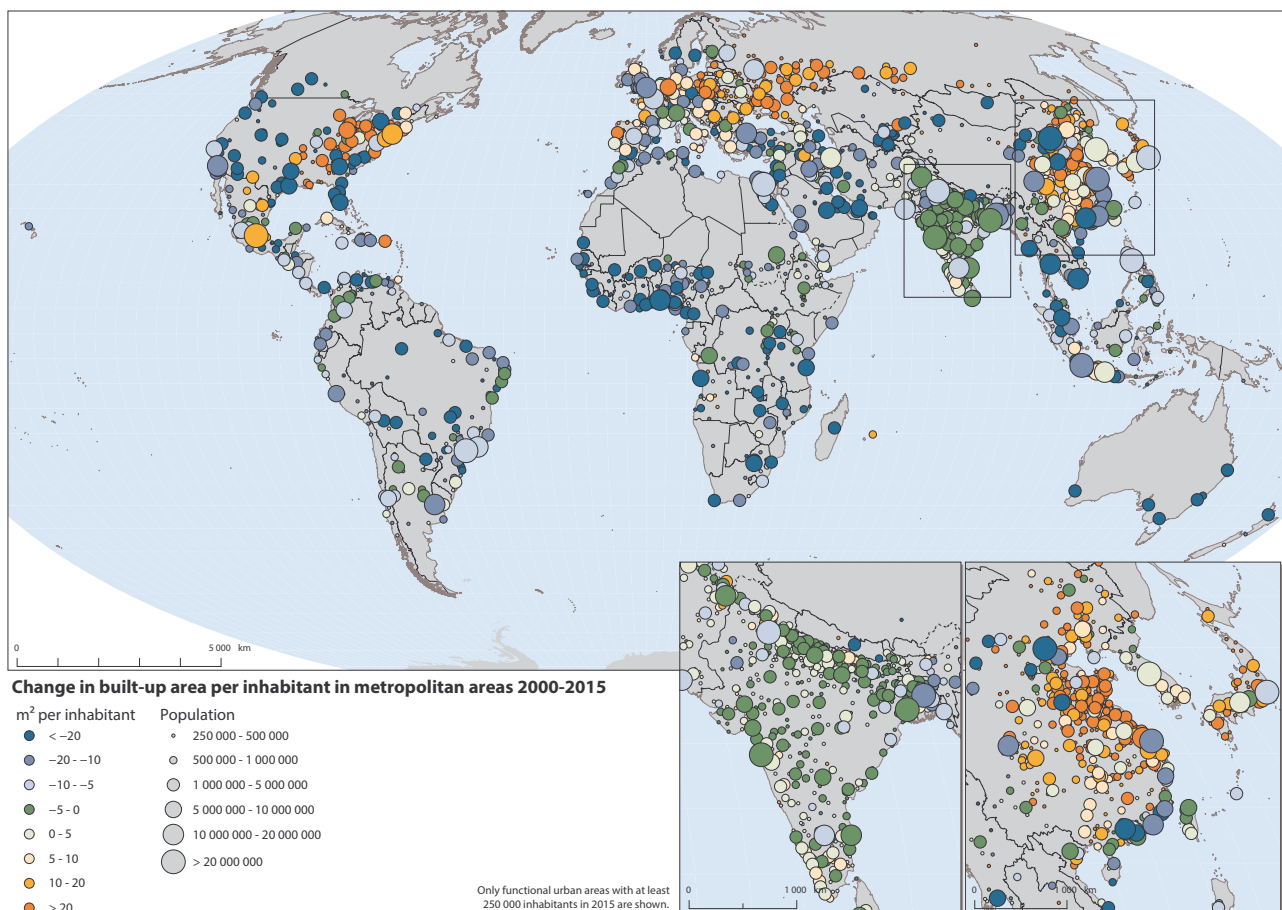 0
5 000 km
Change in built-up area per inhabitant in metropolitan areas 2000-2015
m² per inhabitant
Population
< −20
−20 - −10
−10 - −5
−5 - 0
0 - 5
5 - 10
10 - 20
> 20
250 000 - 500 000
500 000 - 1 000 000
1 000 000 - 5 000 000
5 000 000 - 10 000 000
10 000 000 - 20 000 000
> 20 000 000
Only functional urban areas with at least
250 000 inhabitants in 2015 are shown.
0
1 000 km
0
1 000 km